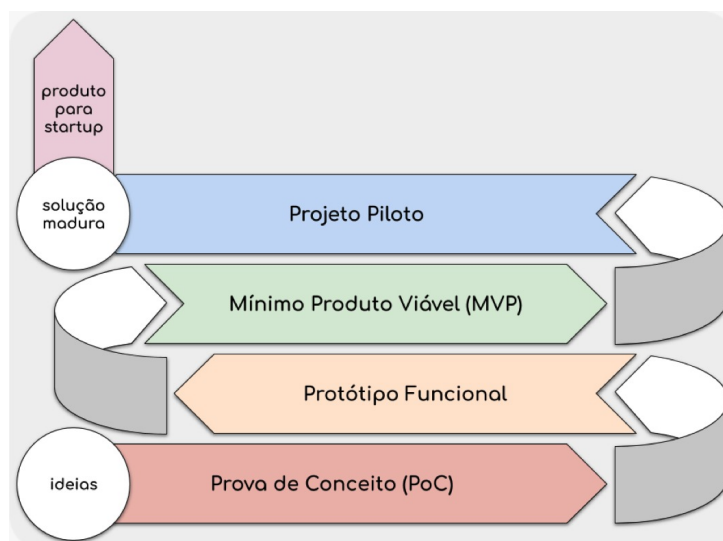 produto
para
startup
solução
madura
Projeto Piloto
Mínimo Produto Viável (MVP)
Protótipo Funcional
ideias
Prova de Conceito (PoC)